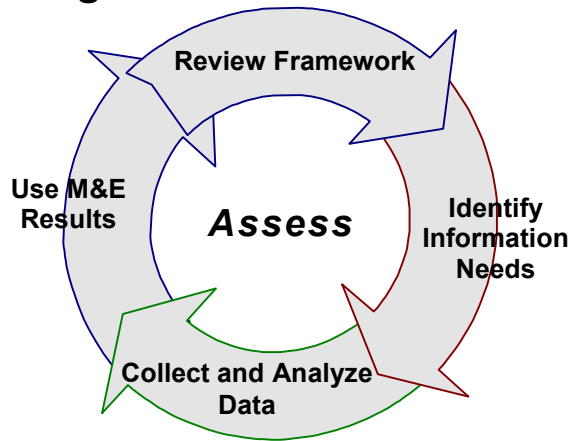 Review Framework
Use M&E
Results
Assess
Identify
Information
Needs
Collect and Analyze
Data